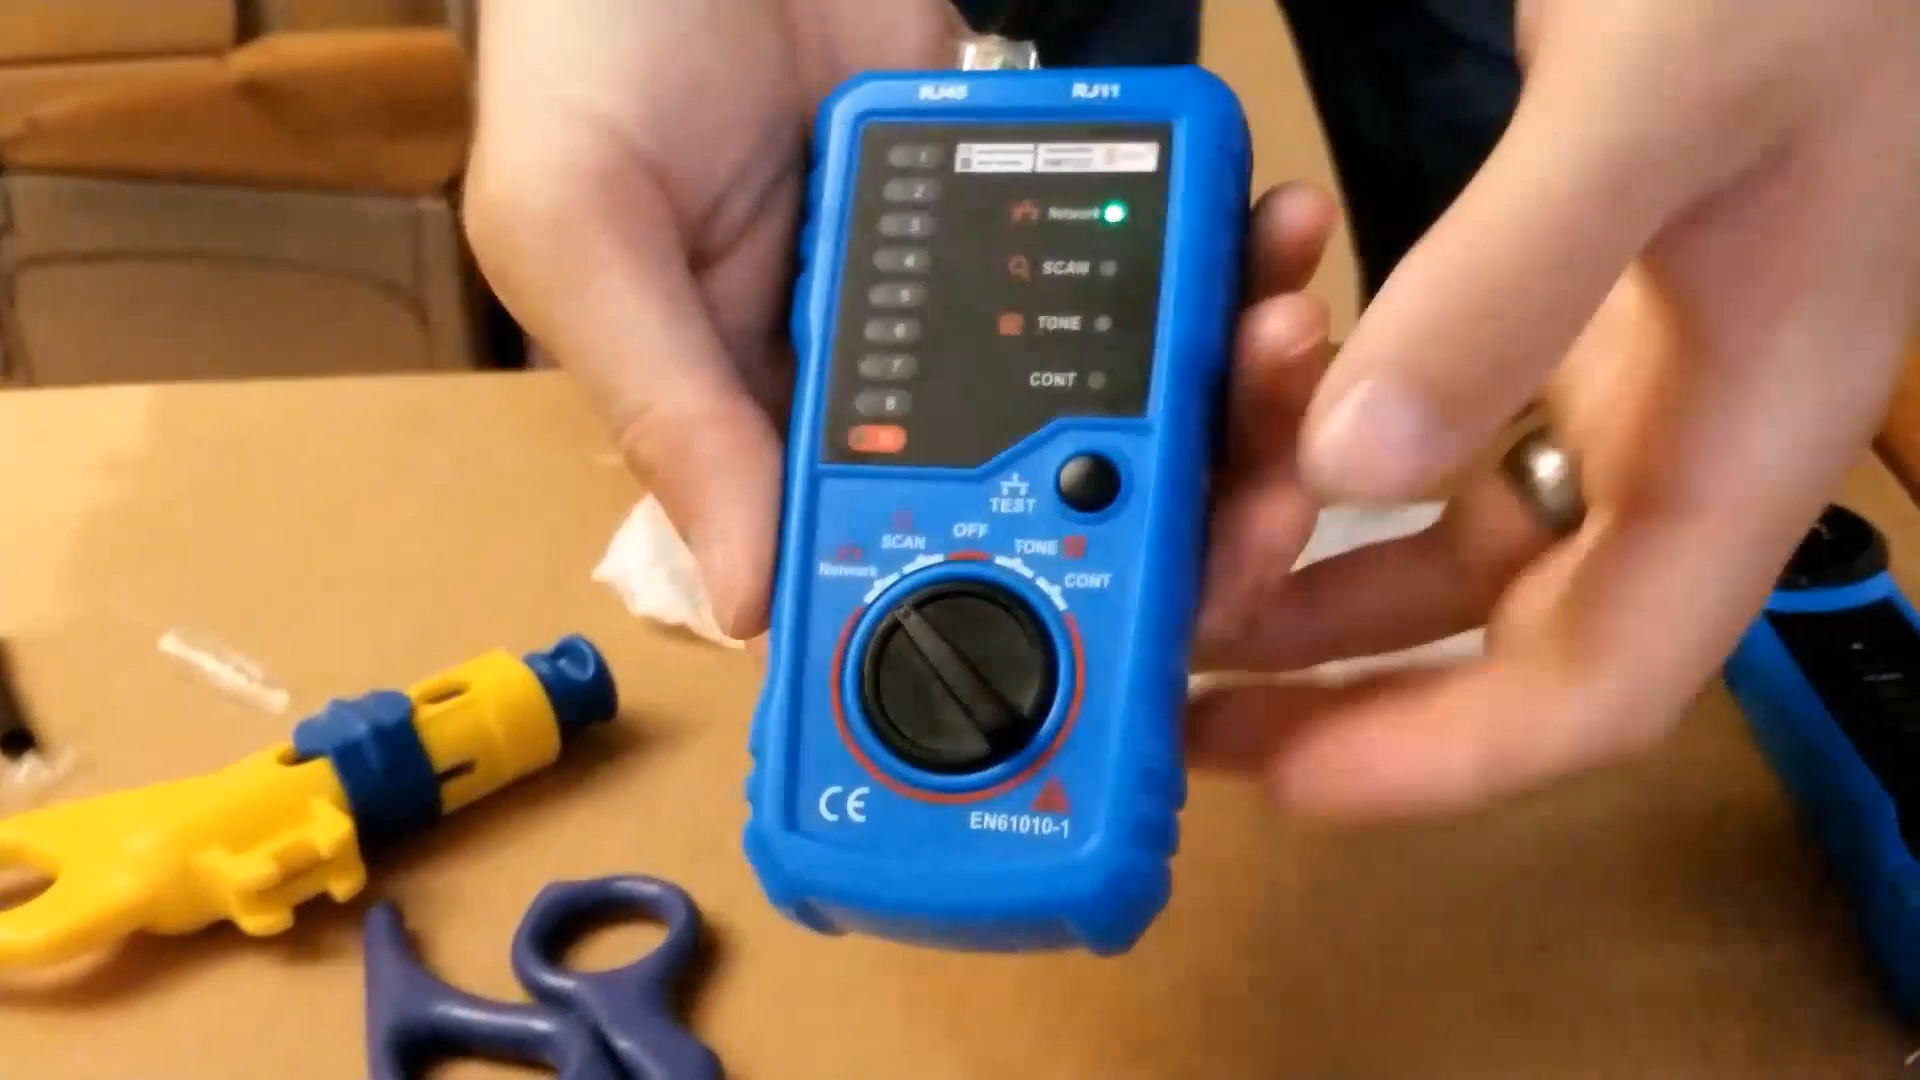 RJ45 RJ11
1
2
3
4
5
6
7
8
Network
SCAN
TONE
CONT
TEST
Network SCAN OFF TONE CONT
CE
EN61010-1